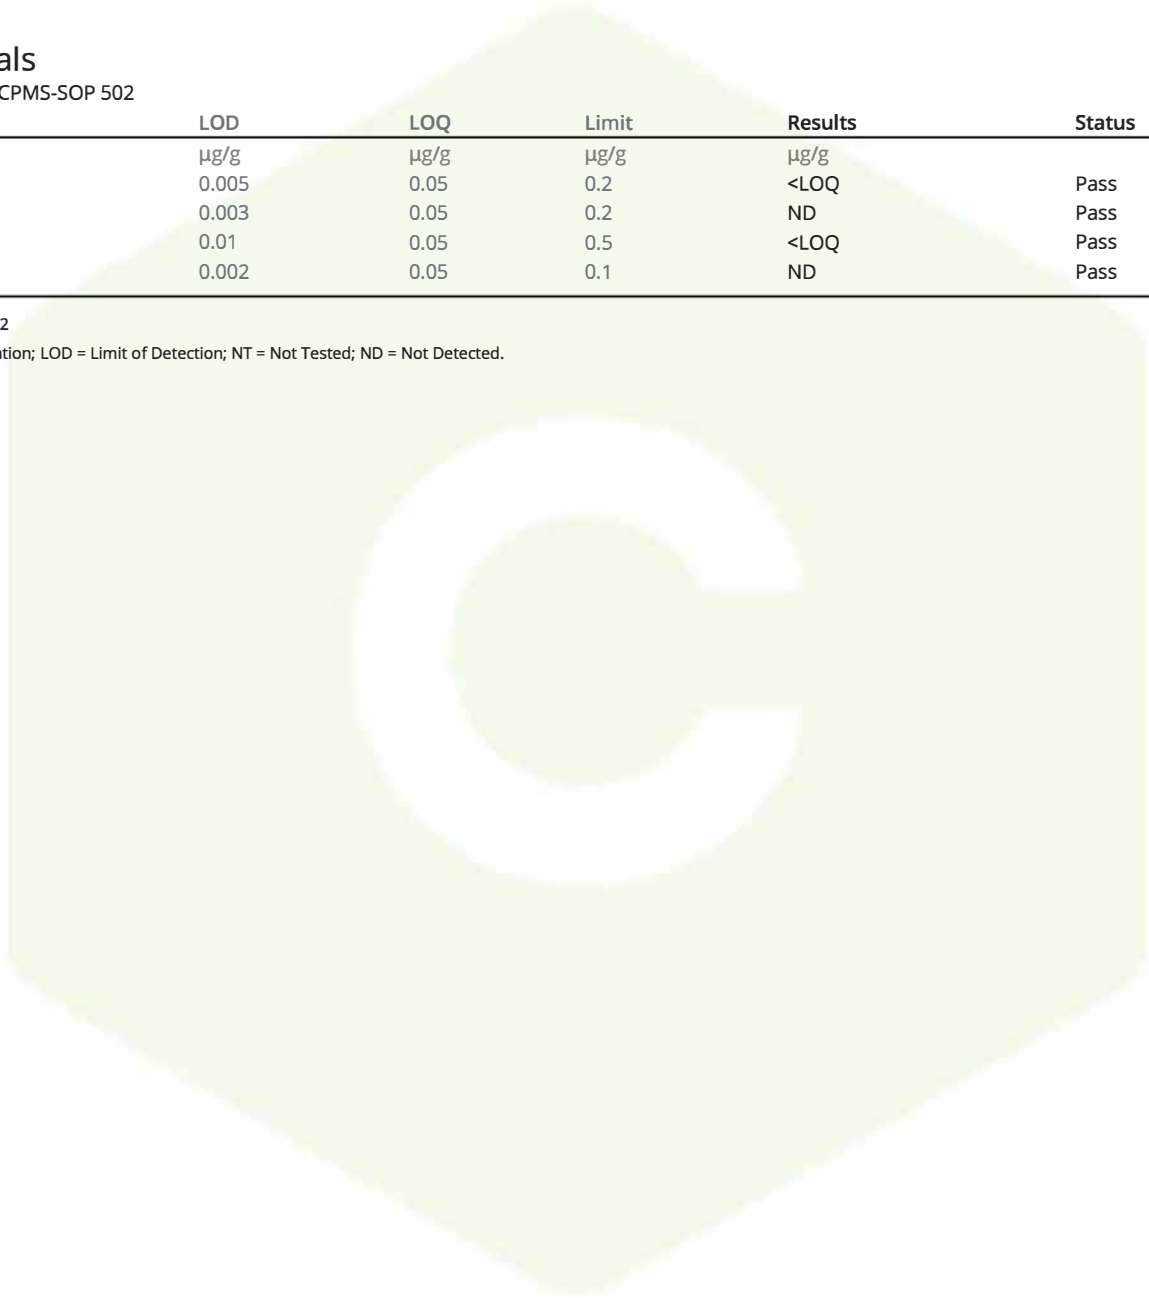 als
CPMS-SOP 502
LOD LOQ Limit Results Status
µg/g µg/g µg/g µg/g
0.005 0.05 0.2 <LOQ Pass
0.003 0.05 0.2 ND Pass
0.01 0.05 0.5 <LOQ Pass
0.002 0.05 0.1 ND Pass
2
ation; LOD = Limit of Detection; NT = Not Tested; ND = Not Detected.
C